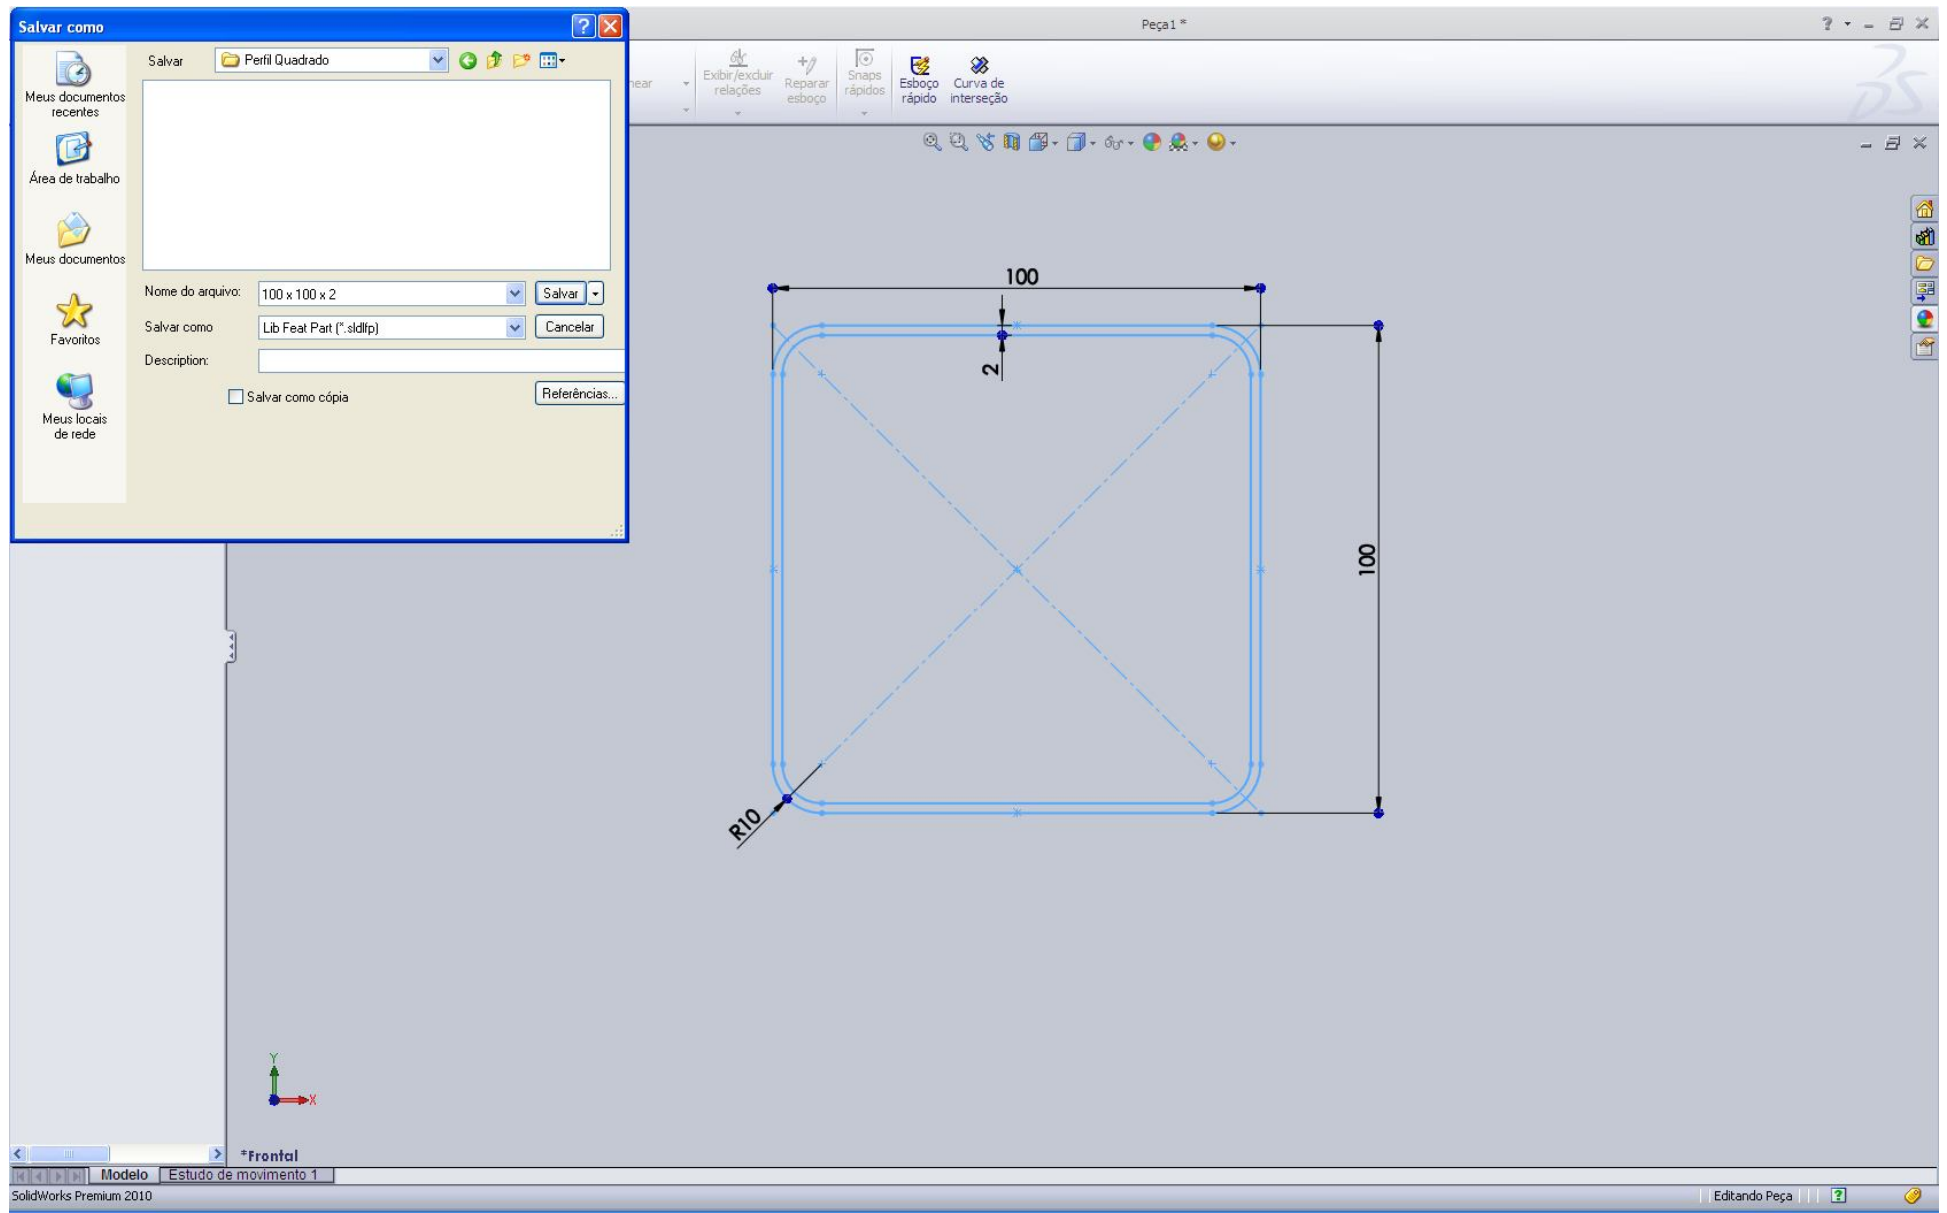 Salvar como
Peça1 *
Salvar
Perfil Quadrado
Meus documentos
recentes
Área de trabalho
Meus documentos
Favoritos
Meus locais
de rede
Nome do arquivo:
100 x 100 x 2
Salvar
Salvar como
Lib Feat Part (*.sldlfp)
Cancelar
Description:
Salvar como cópia
Referências...
near
Exibir/excluir
relações
Reparar
esboço
Snaps
rápidos
Esboço
rápido
Curva de
interseção
100
2
100
R10
Y
X
*Frontal
Modelo
Estudo de movimento 1
SolidWorks Premium 2010
Editando Peça